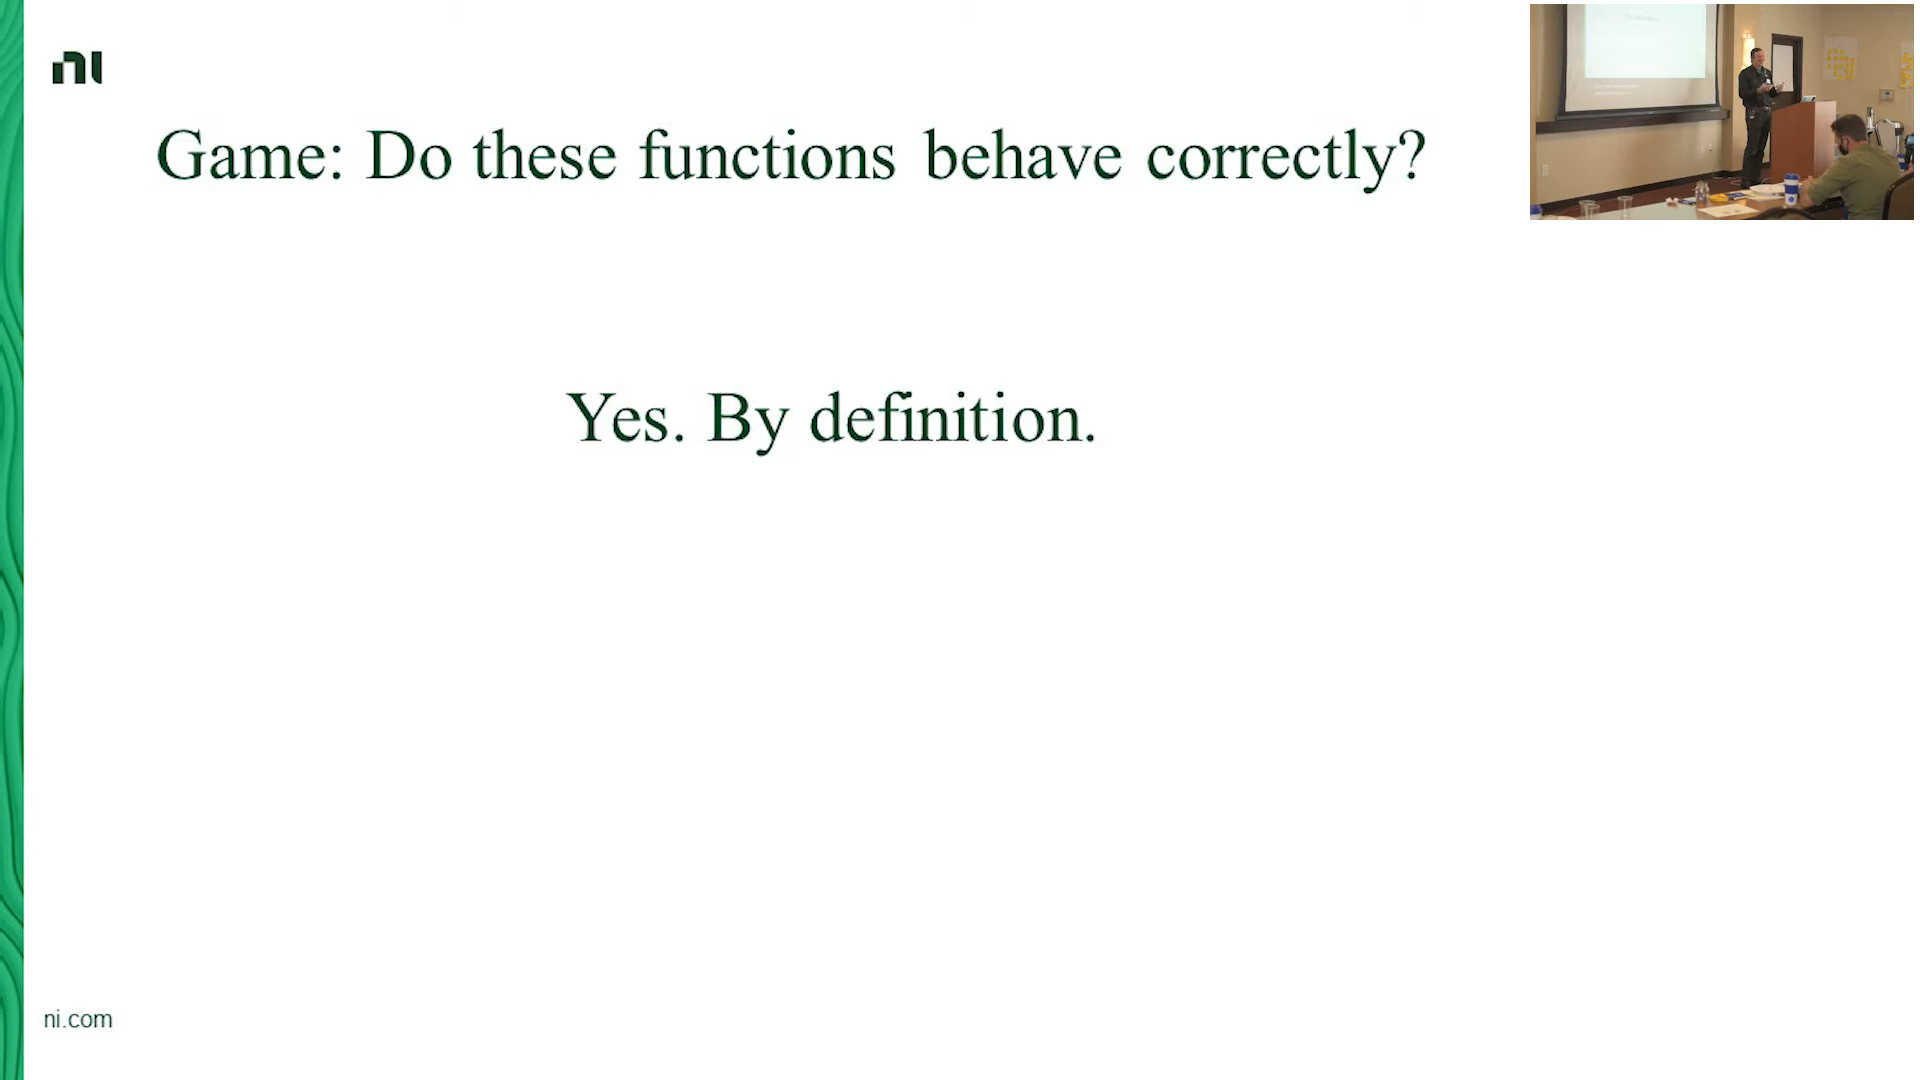 ni
Game: Do these functions behave correctly?
Yes. By definition.
ni.com